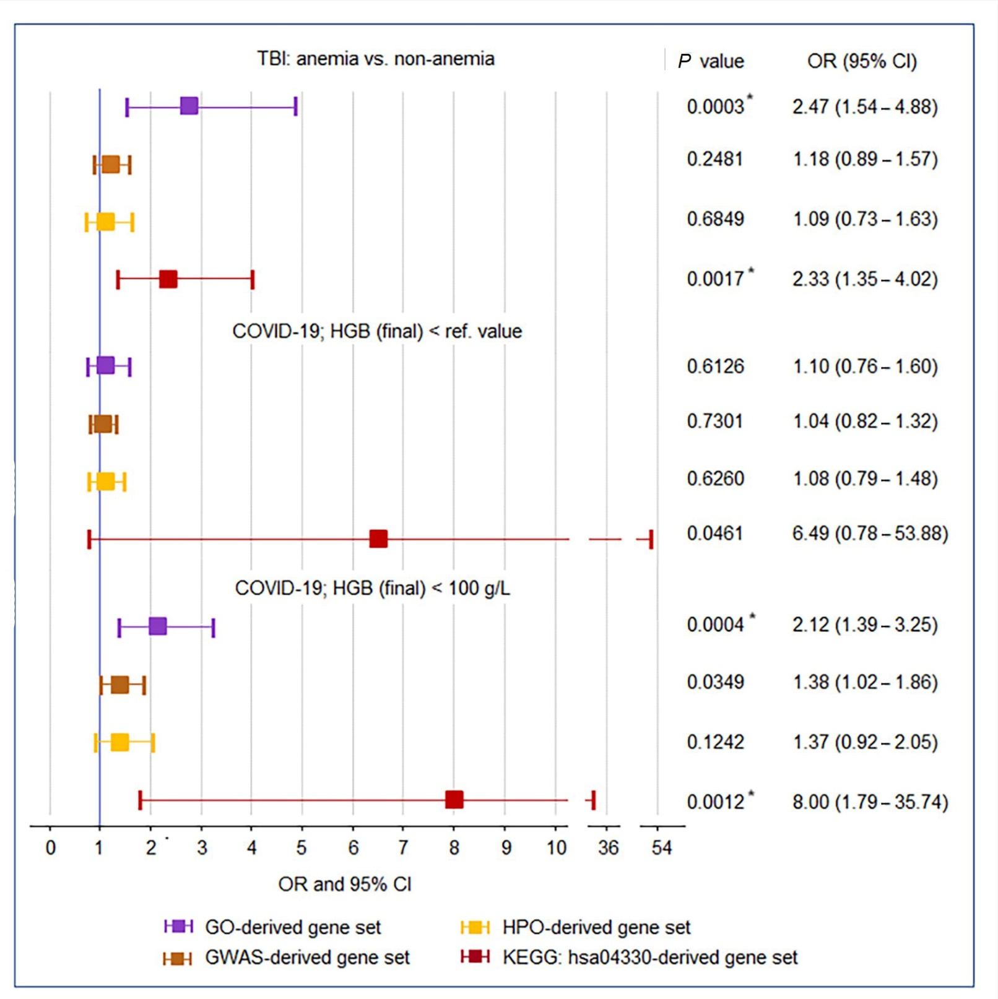 TBI: anemia vs. non-anemia P value OR (95% CI)
0.0003* 2.47 (1.54 – 4.88)
0.2481 1.18 (0.89 – 1.57)
0.6849 1.09 (0.73 – 1.63)
0.0017* 2.33 (1.35 – 4.02)
COVID-19; HGB (final) < ref. value
0.6126 1.10 (0.76 – 1.60)
0.7301 1.04 (0.82 – 1.32)
0.6260 1.08 (0.79 – 1.48)
0.0461 6.49 (0.78 – 53.88)
COVID-19; HGB (final) < 100 g/L
0.0004* 2.12 (1.39 – 3.25)
0.0349 1.38 (1.02 – 1.86)
0.1242 1.37 (0.92 – 2.05)
0.0012* 8.00 (1.79 – 35.74)
0 1 2 3 4 5 6 7 8 9 10 36 54
OR and 95% CI
GO-derived gene set HPO-derived gene set
GWAS-derived gene set KEGG: hsa04330-derived gene set